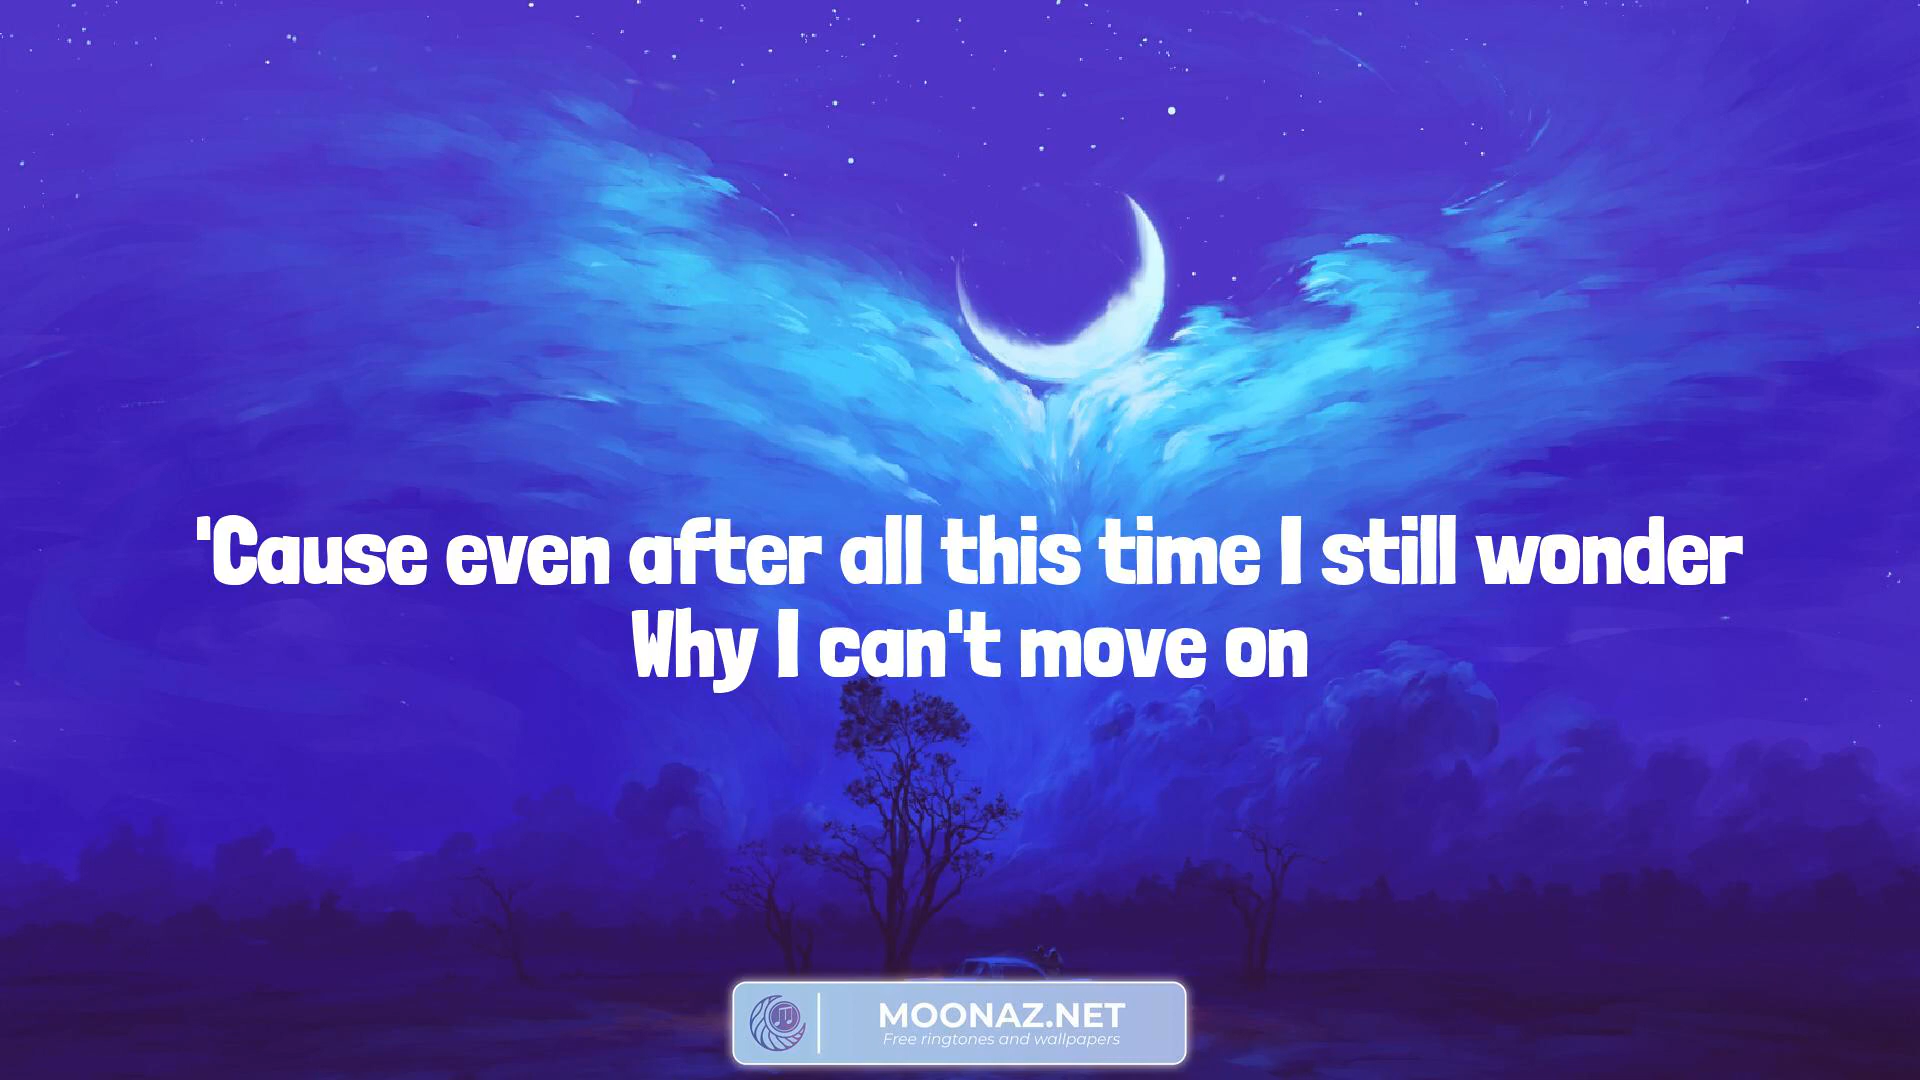 'Cause even after all this time I still wonder
Why I can't move on
MOONAZ.NET
Free ringtones and wallpapers